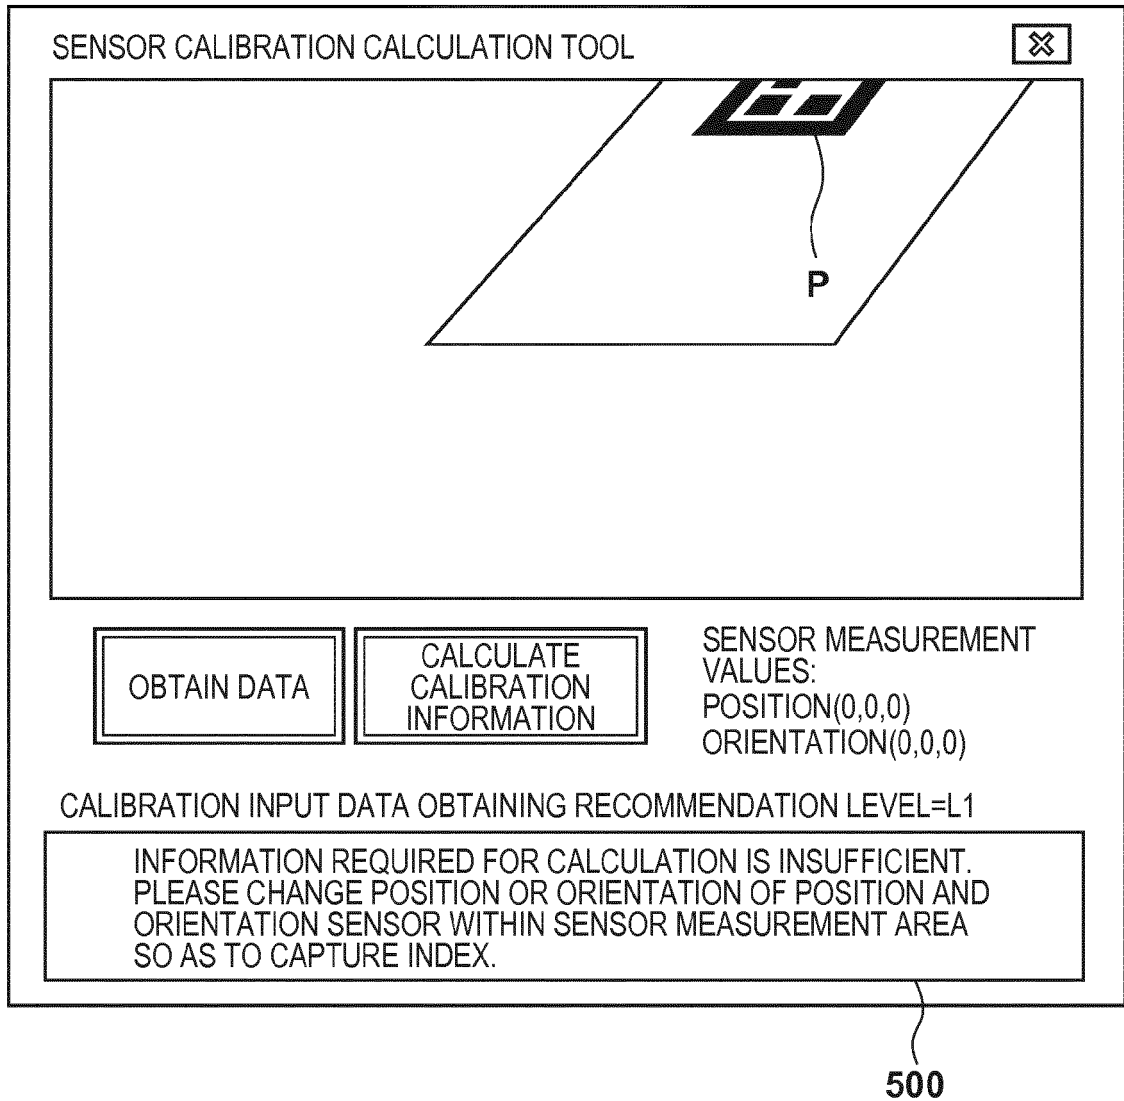 SENSOR CALIBRATION CALCULATION TOOL
P
OBTAIN DATA
CALCULATE
CALIBRATION
INFORMATION
SENSOR MEASUREMENT
VALUES:
POSITION(0,0,0)
ORIENTATION(0,0,0)
CALIBRATION INPUT DATA OBTAINING RECOMMENDATION LEVEL=L1
INFORMATION REQUIRED FOR CALCULATION IS INSUFFICIENT.
PLEASE CHANGE POSITION OR ORIENTATION OF POSITION AND
ORIENTATION SENSOR WITHIN SENSOR MEASUREMENT AREA
SO AS TO CAPTURE INDEX.
500